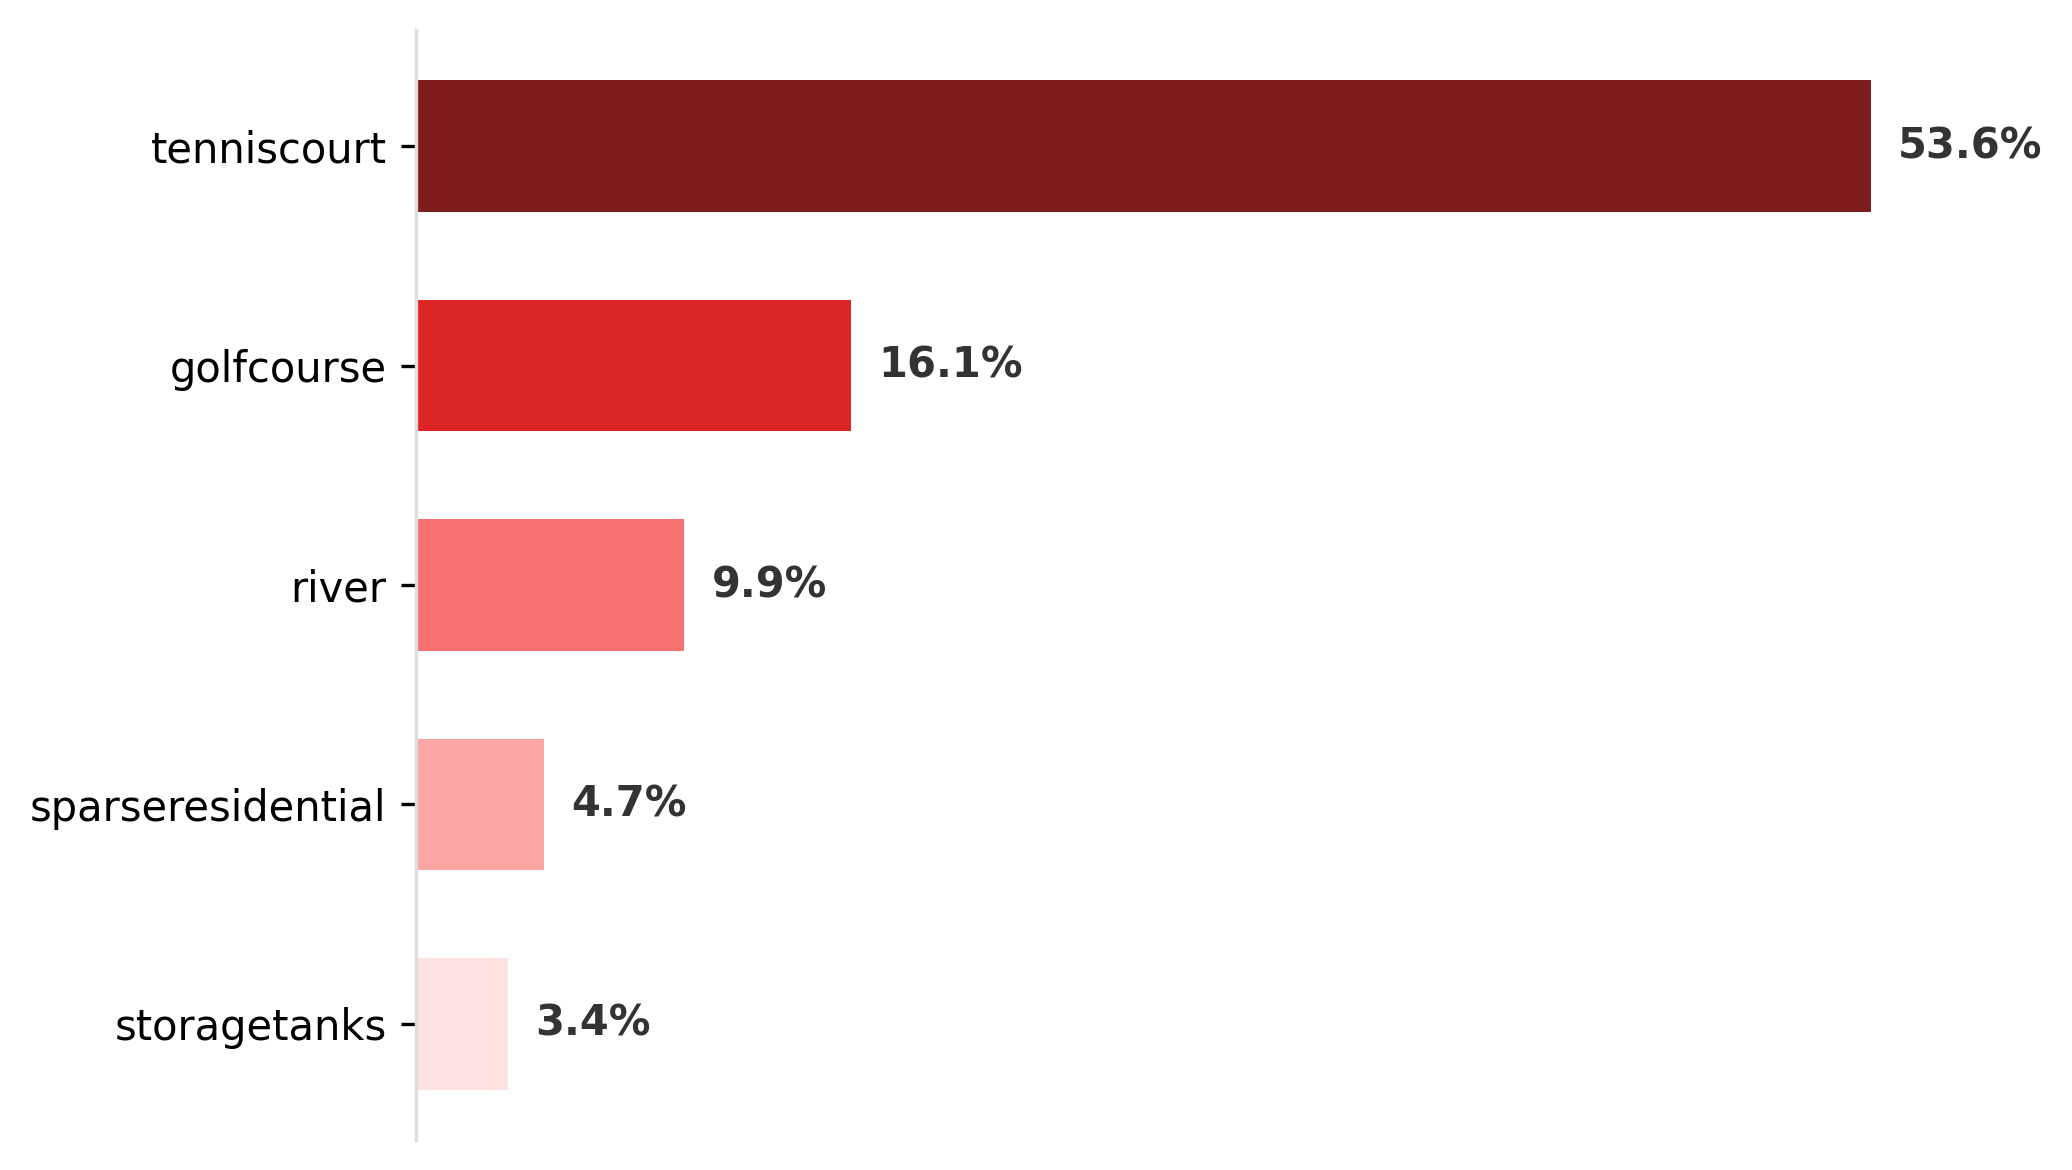 tenniscourt 53.6%
golfcourse 16.1%
river 9.9%
sparseresidential 4.7%
storagetanks 3.4%